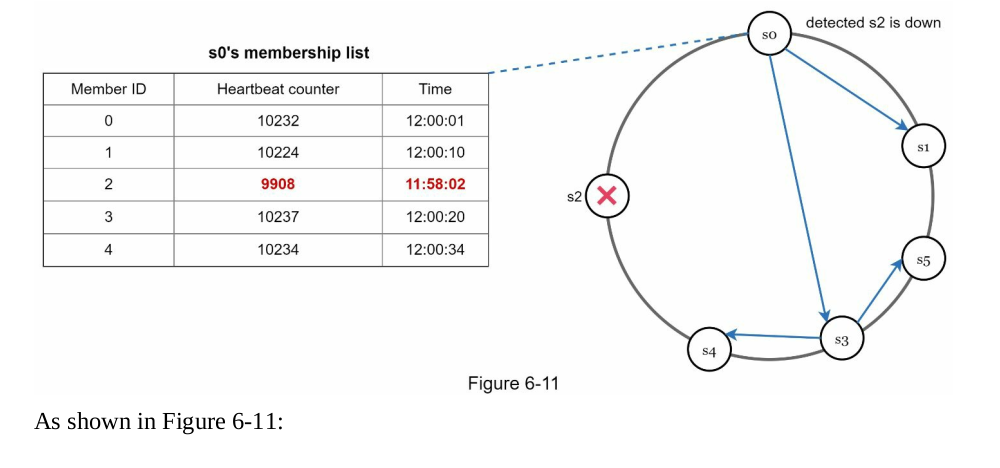 detected s2 is down
s0
s0's membership list
Member ID Heartbeat counter Time
0 10232 12:00:01
1 10224 12:00:10
2 9908 11:58:02
3 10237 12:00:20
4 10234 12:00:34
s1
s2
s5
s3
s4
Figure 6-11
As shown in Figure 6-11: